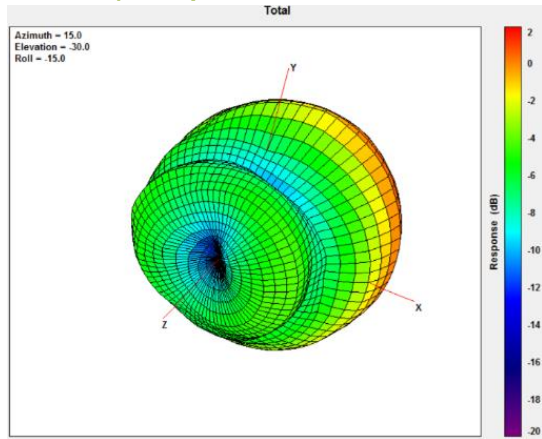 Total
Azimuth = 15.0
Elevation = -30.0
Roll = -15.0
Y
X
Z
Response (dB)
2
0
-2
-4
-6
-8
-10
-12
-14
-16
-18
-20